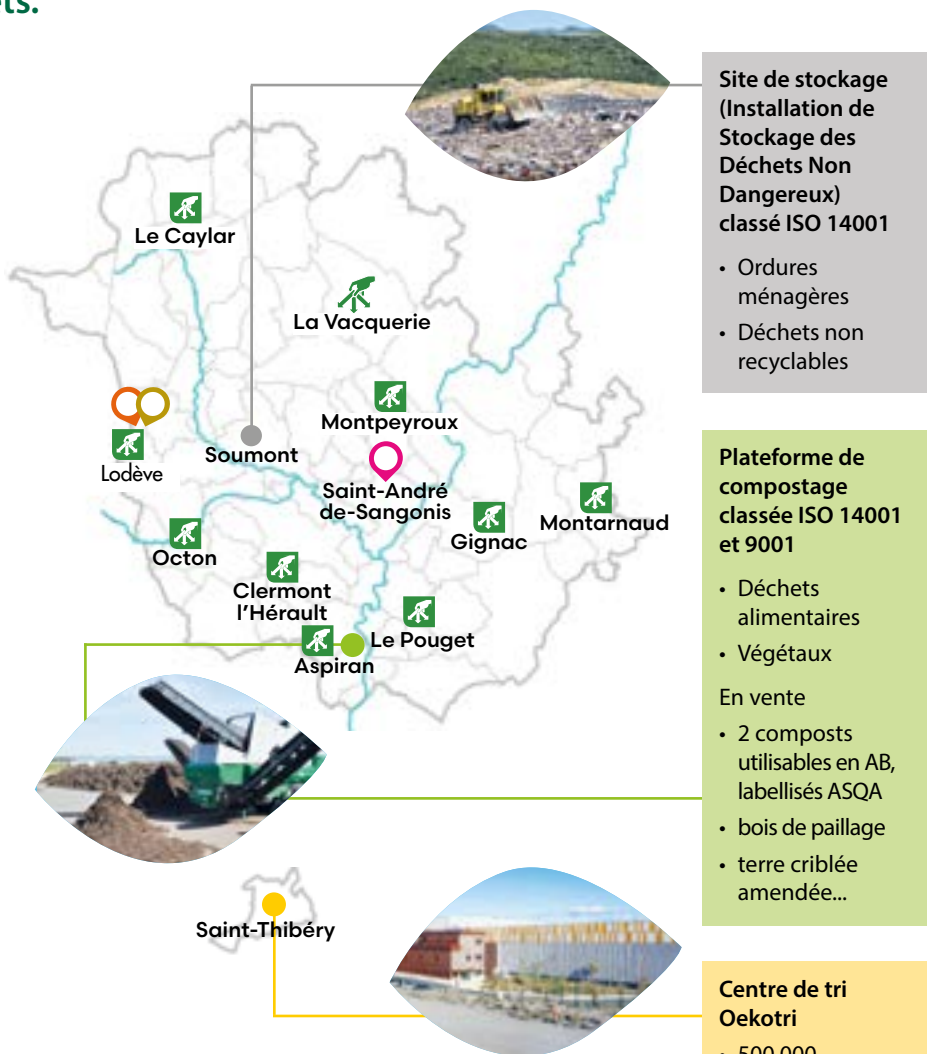 ets.
Site de stockage
(Installation de
Stockage des
Déchets Non
Dangereux)
classé ISO 14001
• Ordures
ménagères
• Déchets non
recyclables
Le Caylar
La Vacquerie
Montpeyroux
Lodève
Soumont
Saint-André
de-Sangonis
Gignac
Montarnaud
Octon
Clermont
l'Hérault
Le Pouget
Aspiran
Plateforme de
compostage
classée ISO 14001
et 9001
• Déchets
alimentaires
• Végétaux
En vente
• 2 composts
utilisables en AB,
labellisés ASQA
• bois de paillage
• terre criblée
amendée...
Saint-Thibéry
Centre de tri
Oekotri
• 500 000